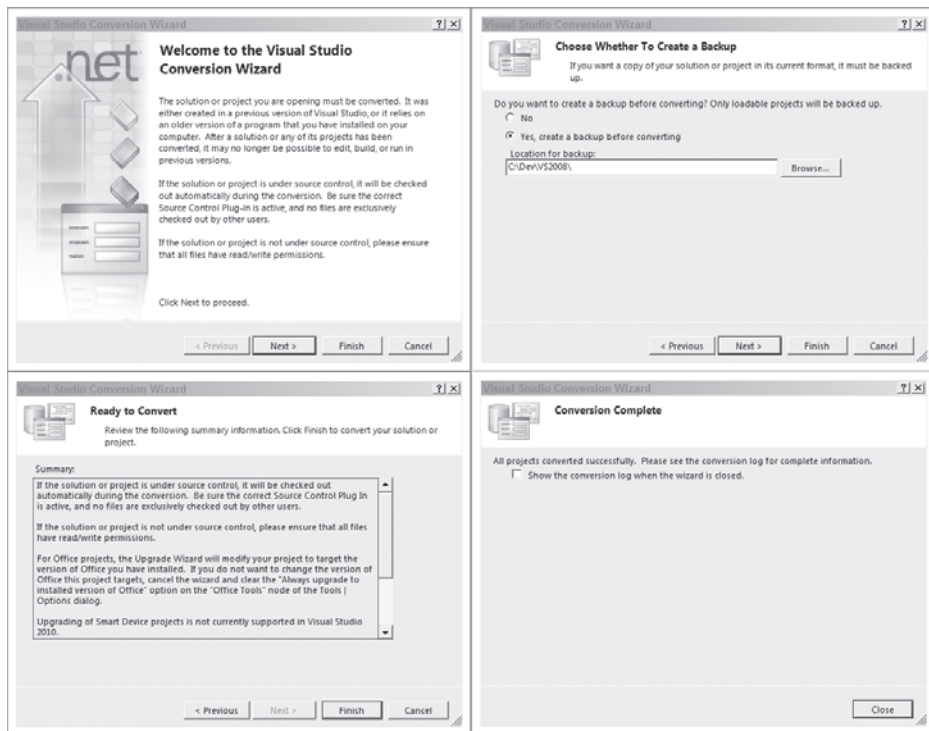 Visual Studio Conversion Wizard
.net
Welcome to the Visual Studio
Conversion Wizard
The solution or project you are opening must be converted. It was
either created in a previous version of Visual Studio, or it relies on
an older version of a program that you have installed on your
computer. After a solution or any of its projects has been
converted, it may no longer be possible to edit, build, or run in
previous versions.
If the solution or project is under source control, it will be checked
out automatically during the conversion. Be sure the correct
Source Control Plug-in is active, and no files are exclusively
checked out by other users.
If the solution or project is not under source control, please ensure
that all files have read/write permissions.
Click Next to proceed.
< Previous Next > Finish Cancel
Visual Studio Conversion Wizard
Choose Whether To Create a Backup
If you want a copy of your solution or project in its current format, it must be backed
up.
Do you want to create a backup before converting? Only loadable projects will be backed up.
No
Yes, create a backup before converting
Location for backup:
C:\Dev\VS2008\
Browse...
< Previous Next > Finish Cancel
Visual Studio Conversion Wizard
Ready to Convert
Review the following summary information. Click Finish to convert your solution or
project.
Summary:
If the solution or project is under source control, it will be checked out
automatically during the conversion. Be sure the correct Source Control Plug In
is active, and no files are exclusively checked out by other users.
If the solution or project is not under source control, please ensure that all files
have read/write permissions.
For Office projects, the Upgrade Wizard will modify your project to target the
version of Office you have installed. If you do not want to change the version of
Office this project targets, cancel the wizard and clear the "Always upgrade to
installed version of Office" option on the "Office Tools" node of the Tools |
Options dialog.
Upgrading of Smart Device projects is not currently supported in Visual Studio
2010.
< Previous Next > Finish Cancel
Visual Studio Conversion Wizard
Conversion Complete
All projects converted successfully. Please see the conversion log for complete information.
Show the conversion log when the wizard is closed.
Close